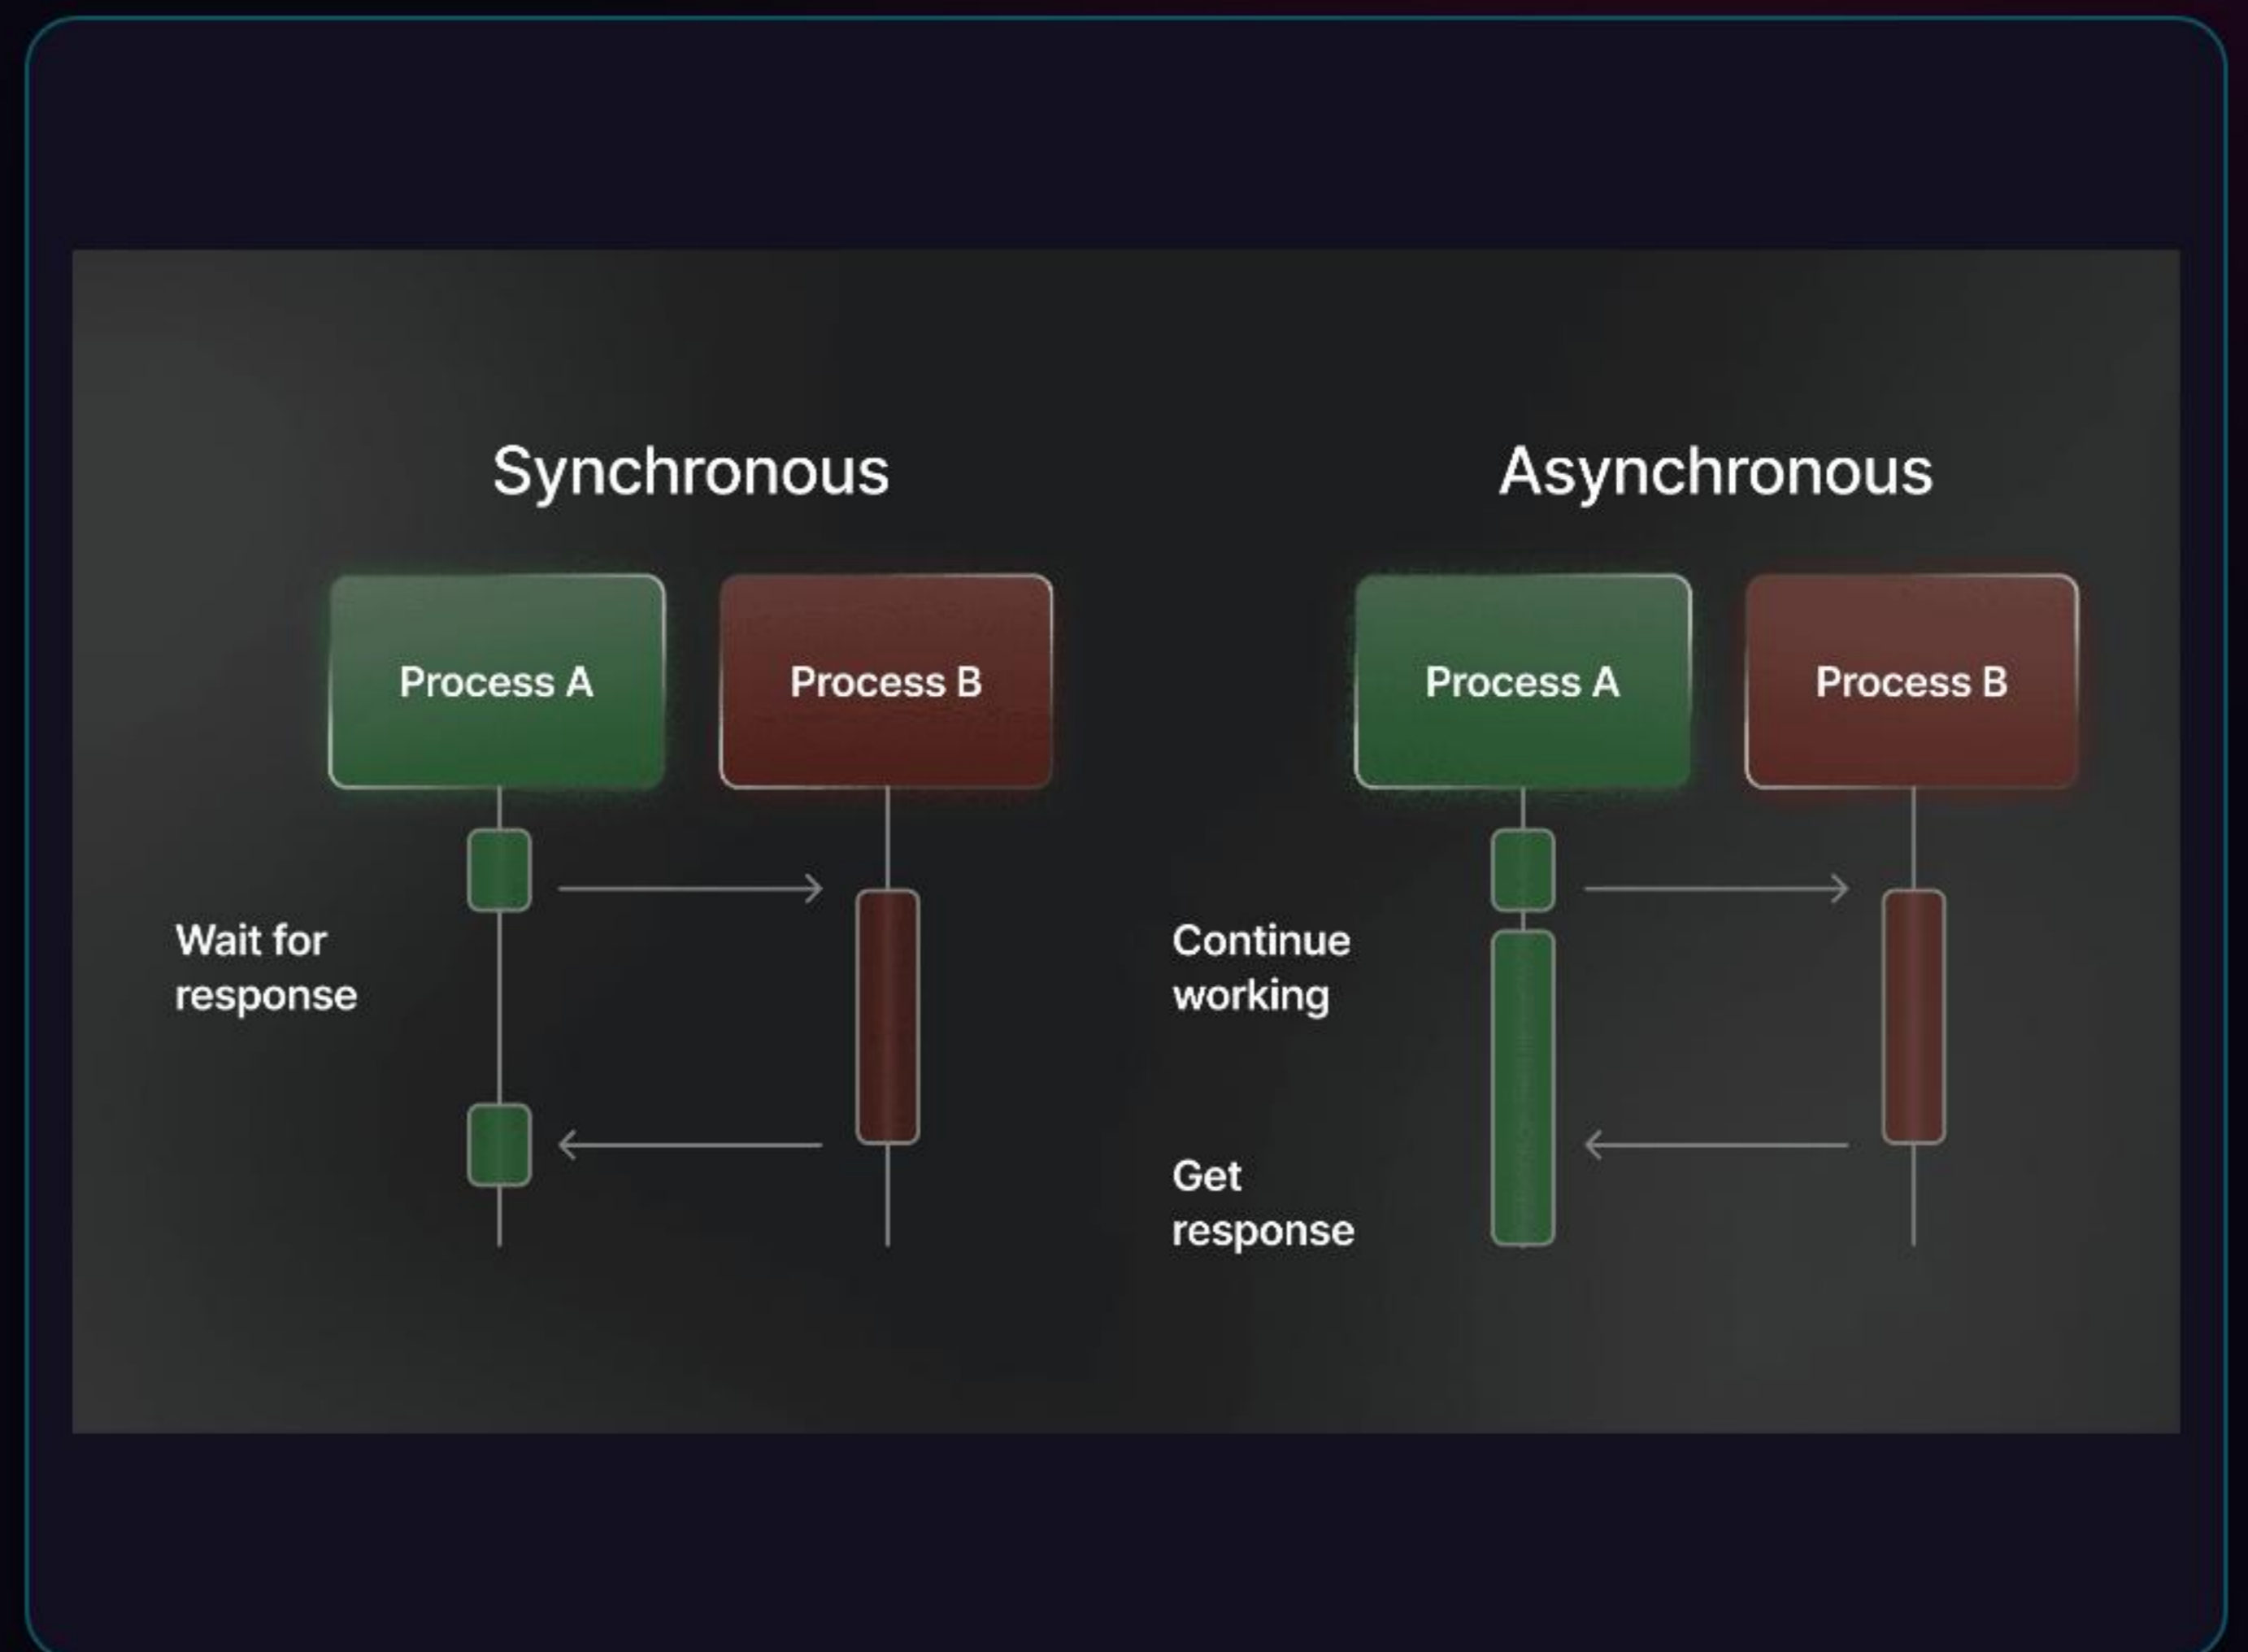 Synchronous
Process A
Process B
Wait for
response
Asynchronous
Process A
Process B
Continue
working
Get
response